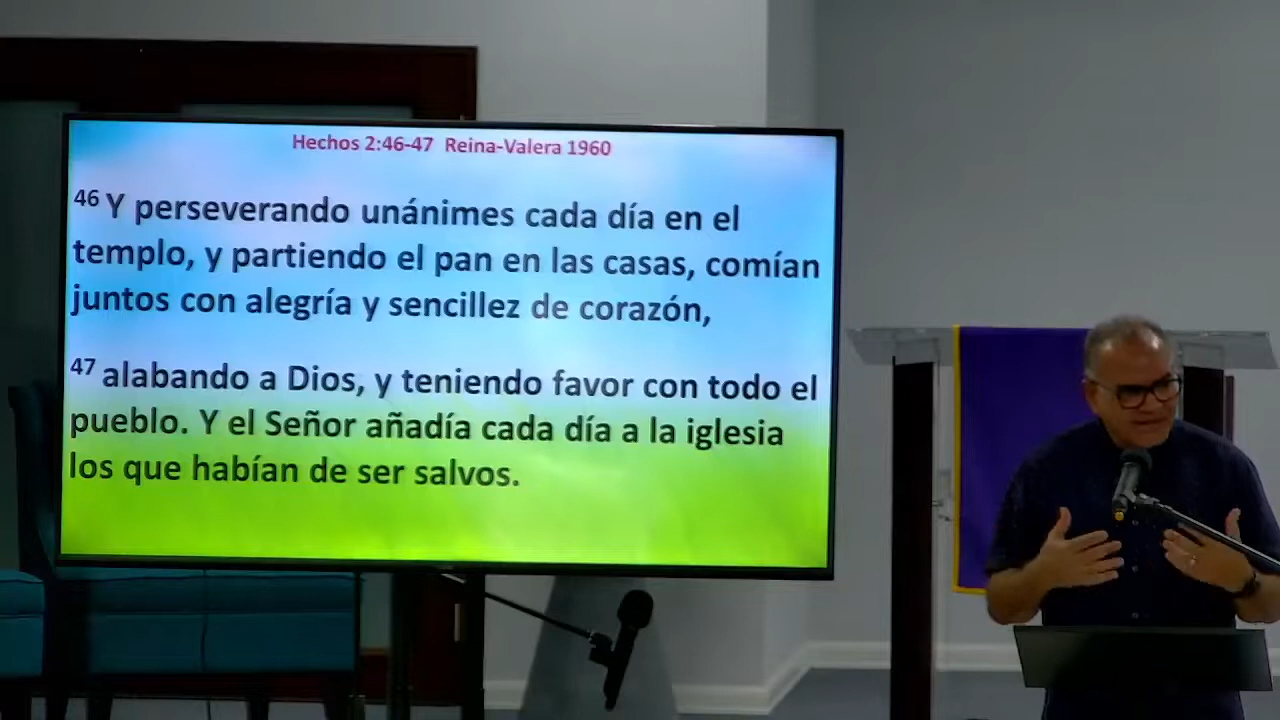 Hechos 2:46-47 Reina-Valera 1960
46 Y perseverando unánimes cada día en el
templo, y partiendo el pan en las casas, comían
juntos con alegría y sencillez de corazón,
47 alabando a Dios, y teniendo favor con todo el
pueblo. Y el Señor añadía cada día a la iglesia
los que habían de ser salvos.